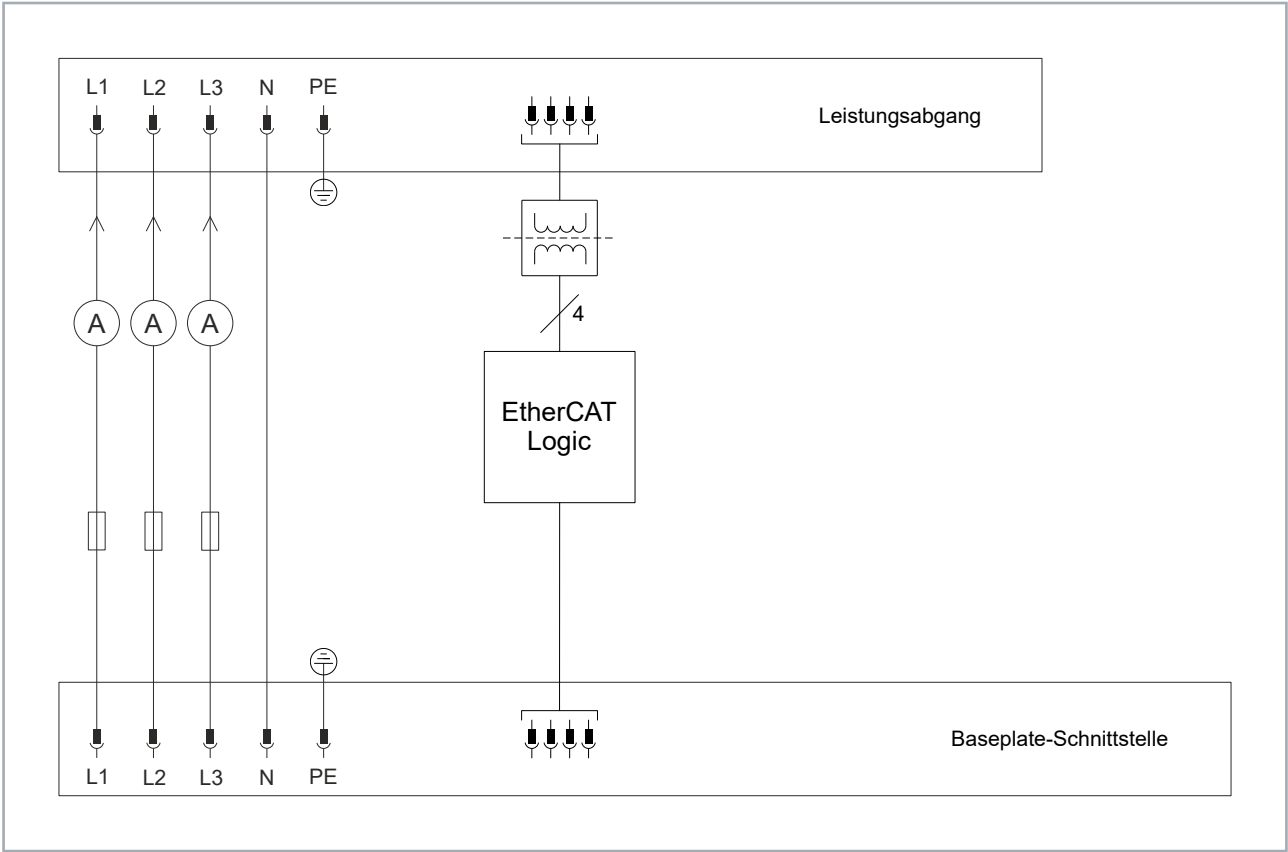 L1 L2 L3 N PE
Leistungsabgang
A A A
4
EtherCAT
Logic
Baseplate-Schnittstelle
L1 L2 L3 N PE